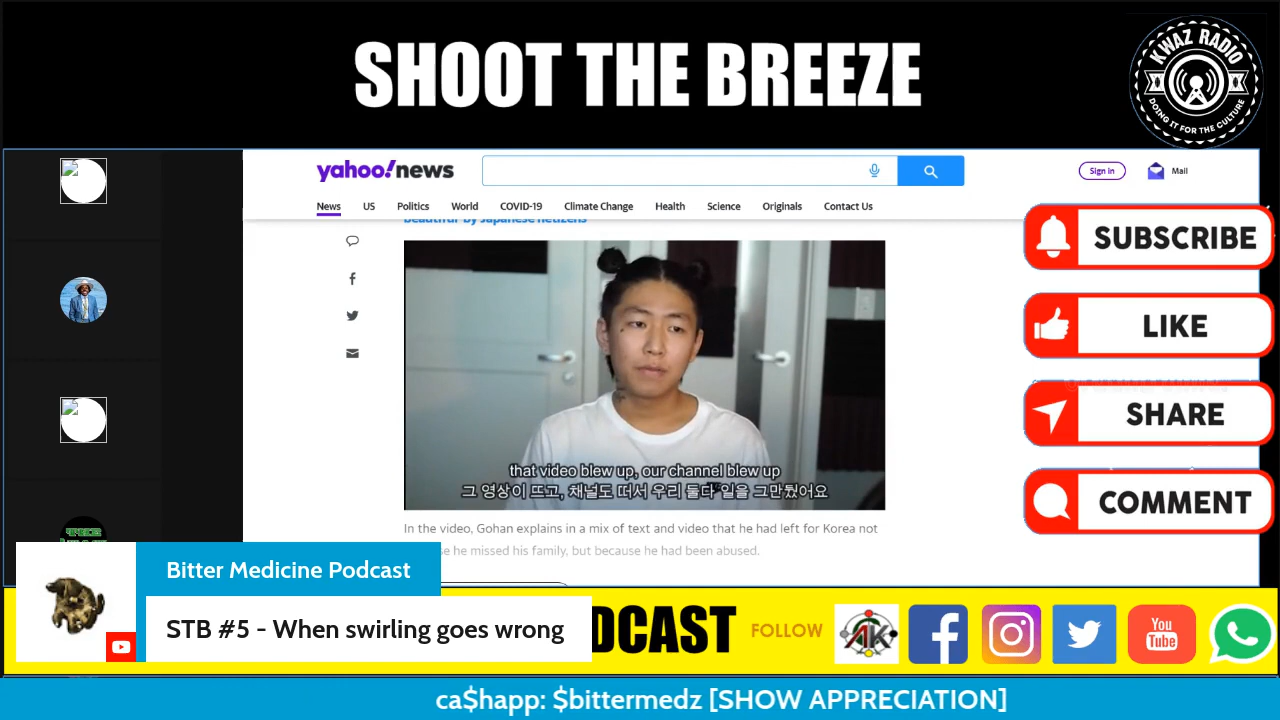 SHOOT THE BREEZE
KWAZ RADIO
DOING IT FOR THE CULTURE
yahoo!news
Sign in
Mail
News US Politics World COVID-19 Climate Change Health Science Originals Contact Us
beautiful' by Japanese netizens
SUBSCRIBE
LIKE
SHARE
COMMENT
that video blew up, our channel blew up
그 영상이 뜨고, 채널도 떠서 우리 둘다 일을 그만뒀어요
In the video, Gohan explains in a mix of text and video that he had left for Korea not
se he missed his family, but because he had been abused.
Bitter Medicine Podcast
STB #5 - When swirling goes wrong
DCAST
FOLLOW
ATK
You
Tube
ca$happ: $bittermedz [SHOW APPRECIATION]